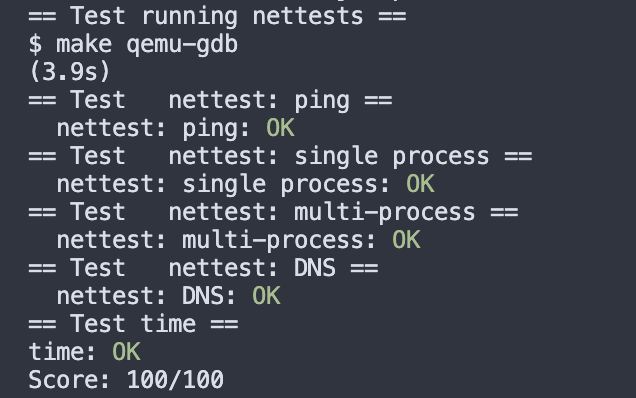 == Test running nettests ==
$ make qemu-gdb
(3.9s)
== Test   nettest: ping ==
  nettest: ping: OK
== Test   nettest: single process ==
  nettest: single process: OK
== Test   nettest: multi-process ==
  nettest: multi-process: OK
== Test   nettest: DNS ==
  nettest: DNS: OK
== Test time ==
time: OK
Score: 100/100